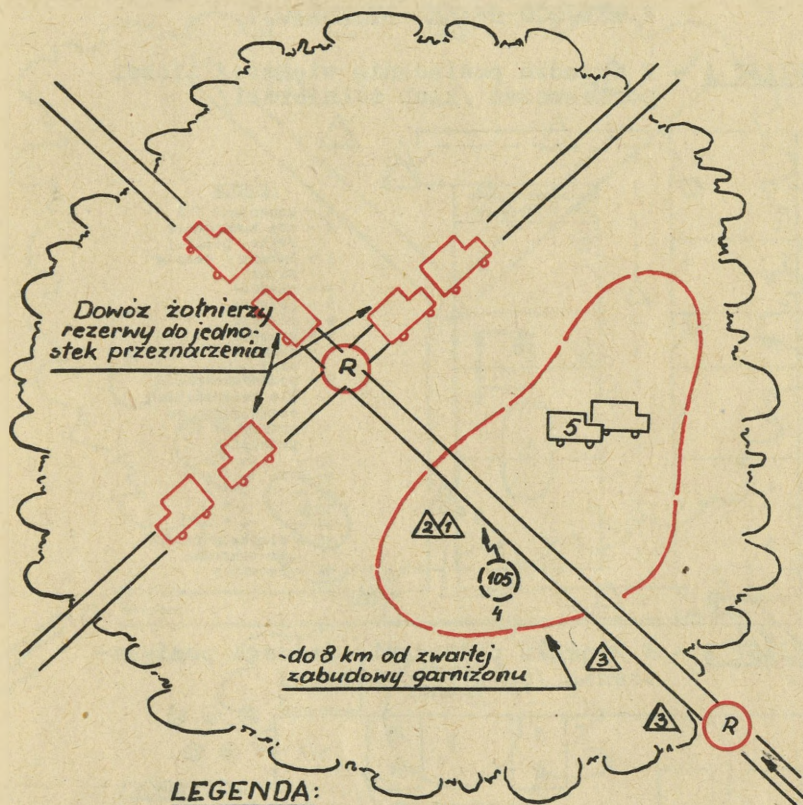 Dowóz żołnierzy
rezerwy do jedno-
stek przeznaczenia
R
5
2 1
105
4
-do 8 km od zwartej
zabudowy garnizonu
3
3
R
LEGENDA: